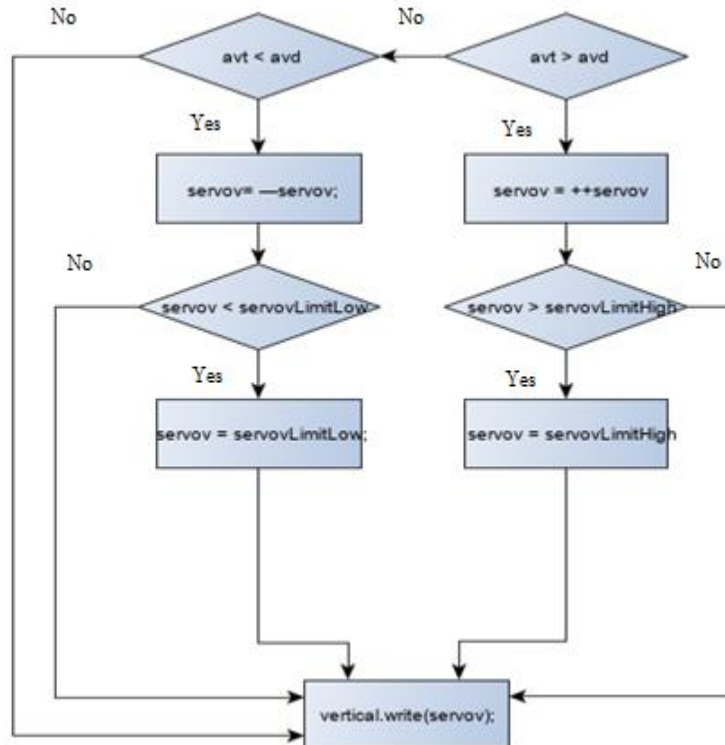 No
No
avt < avd
avt > avd
Yes
Yes
servov= —servov;
servov = ++servov
No
No
servov < servovLimitLow
servov > servovLimitHigh
Yes
Yes
servov = servovLimitLow;
servov = servovLimitHigh
vertical.write(servov);